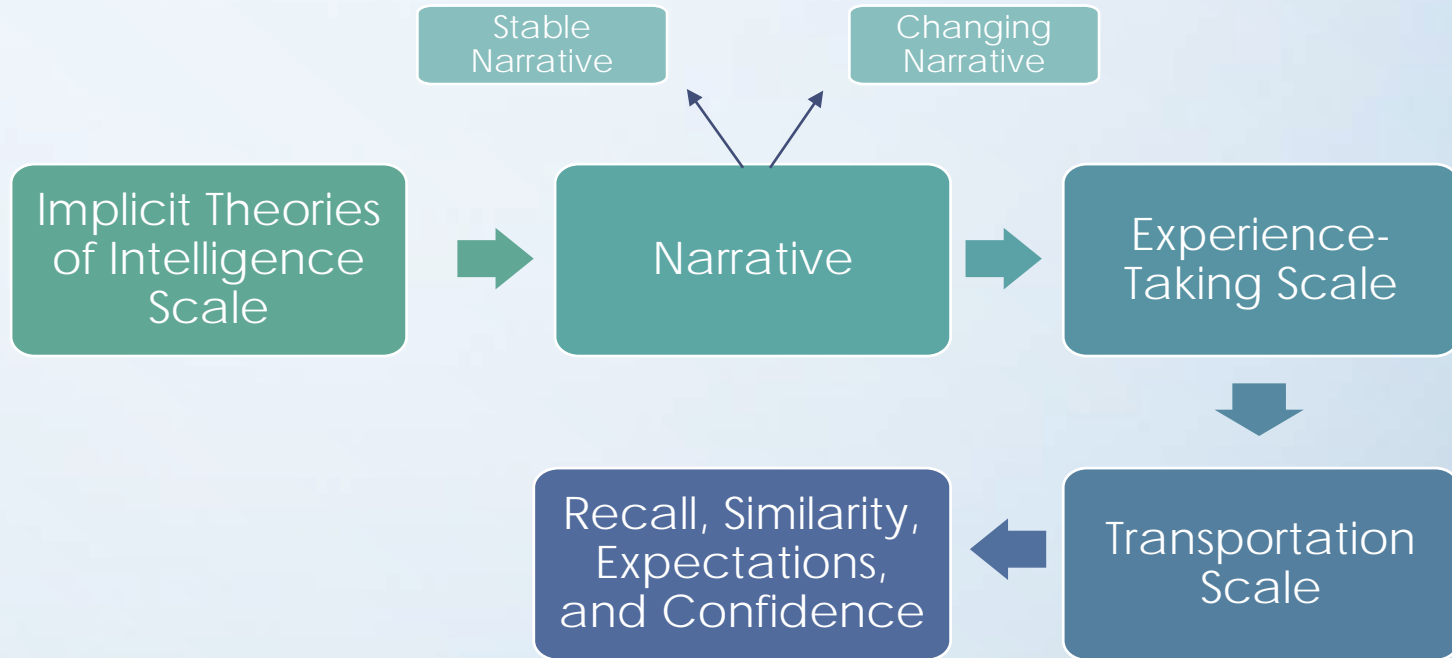 Stable
Narrative
Changing
Narrative
Implicit Theories
of Intelligence
Scale
Narrative
Experience-
Taking Scale
Recall, Similarity,
Expectations,
and Confidence
Transportation
Scale